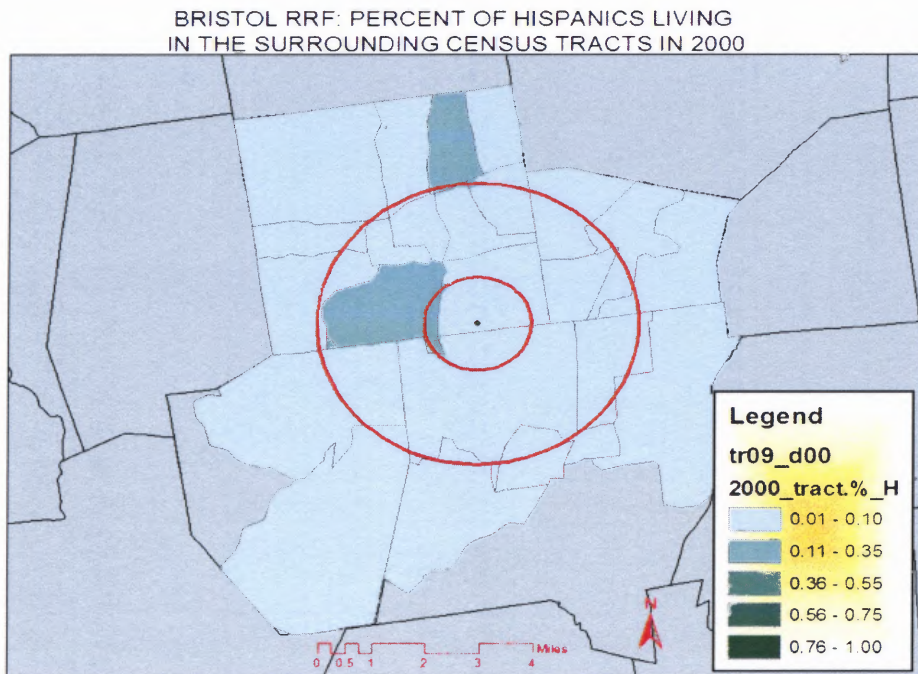 BRISTOL RRF: PERCENT OF HISPANICS LIVING
IN THE SURROUNDING CENSUS TRACTS IN 2000
Legend
tr09_d00
2000_tract.%_H
0.01 - 0.10
0.11 - 0.35
0.36 - 0.55
0.56 - 0.75
0.76 - 1.00
N
Miles
0 0.5 1 2 3 4